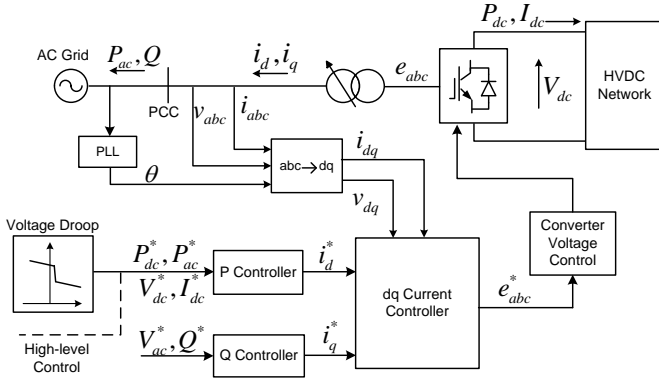 P_dc, I_dc
AC Grid
P_ac, Q
i_d, i_q
e_abc
V_dc
HVDC
Network
PCC
v_abc
i_abc
PLL
θ
abc→dq
i_dq
v_dq
Voltage Droop
P*_dc, P*_ac
V*_dc, I*_dc
P Controller
i*_d
dq Current
Controller
e*_abc
Converter
Voltage
Control
High-level
Control
V*_ac, Q*
Q Controller
i*_q